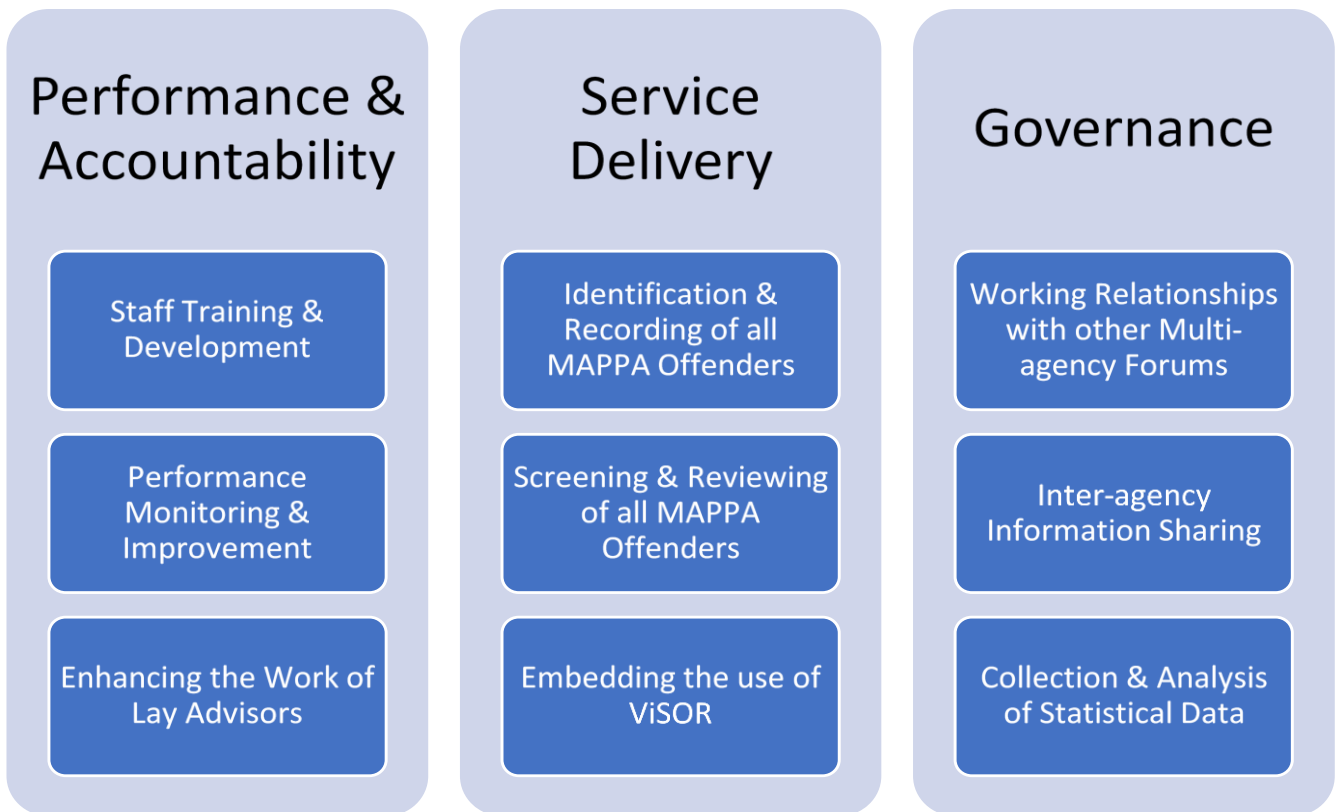 Performance &
Accountability
Staff Training &
Development
Performance
Monitoring &
Improvement
Enhancing the Work of
Lay Advisors
Service
Delivery
Identification &
Recording of all
MAPPA Offenders
Screening & Reviewing
of all MAPPA
Offenders
Embedding the use of
ViSOR
Governance
Working Relationships
with other Multi-
agency Forums
Inter-agency
Information Sharing
Collection & Analysis
of Statistical Data